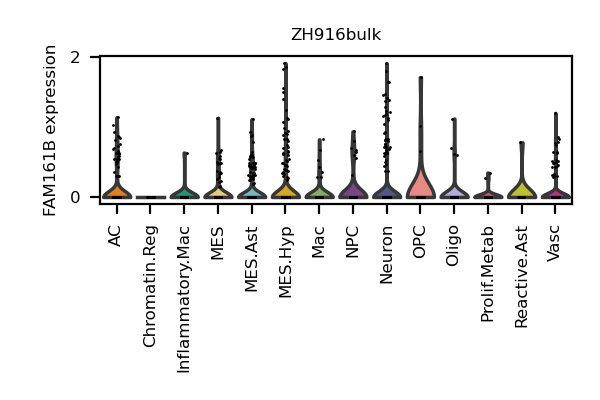 ZH916bulk
FAM161B expression
2
0
AC
Chromatin.Reg
Inflammatory.Mac
MES
MES.Ast
MES.Hyp
Mac
NPC
Neuron
OPC
Oligo
Prolif.Metab
Reactive.Ast
Vasc